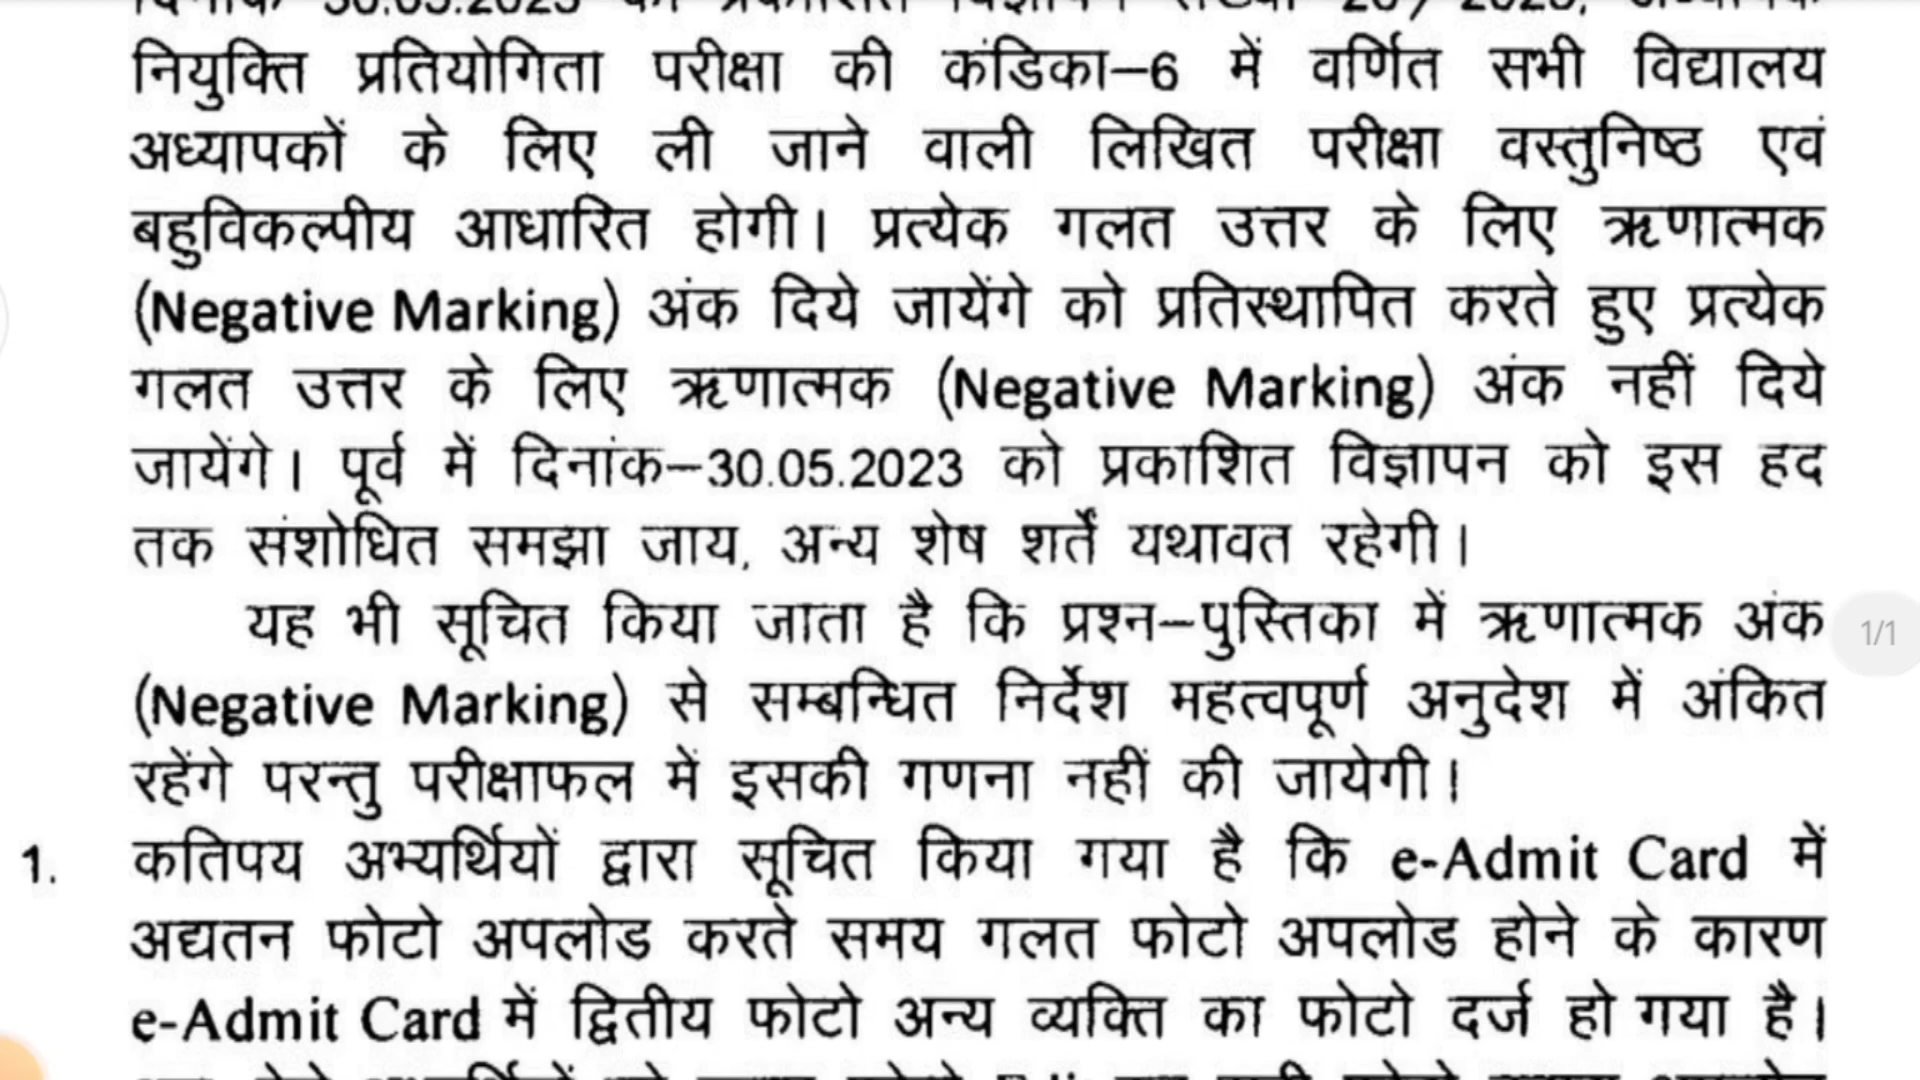 नियुक्ति प्रतियोगिता परीक्षा की कंडिका–6 में वर्णित सभी विद्यालय
अध्यापकों के लिए ली जाने वाली लिखित परीक्षा वस्तुनिष्ठ एवं
बहुविकल्पीय आधारित होगी। प्रत्येक गलत उत्तर के लिए ऋणात्मक
(Negative Marking) अंक दिये जायेंगे को प्रतिस्थापित करते हुए प्रत्येक
गलत उत्तर के लिए ऋणात्मक (Negative Marking) अंक नहीं दिये
जायेंगे। पूर्व में दिनांक–30.05.2023 को प्रकाशित विज्ञापन को इस हद
तक संशोधित समझा जाय, अन्य शेष शर्तें यथावत रहेगी।
यह भी सूचित किया जाता है कि प्रश्न–पुस्तिका में ऋणात्मक अंक
1/1
(Negative Marking) से सम्बन्धित निर्देश महत्वपूर्ण अनुदेश में अंकित
रहेंगे परन्तु परीक्षाफल में इसकी गणना नहीं की जायेगी।
1. कतिपय अभ्यर्थियों द्वारा सूचित किया गया है कि e-Admit Card में
अद्यतन फोटो अपलोड करते समय गलत फोटो अपलोड होने के कारण
e-Admit Card में द्वितीय फोटो अन्य व्यक्ति का फोटो दर्ज हो गया है।